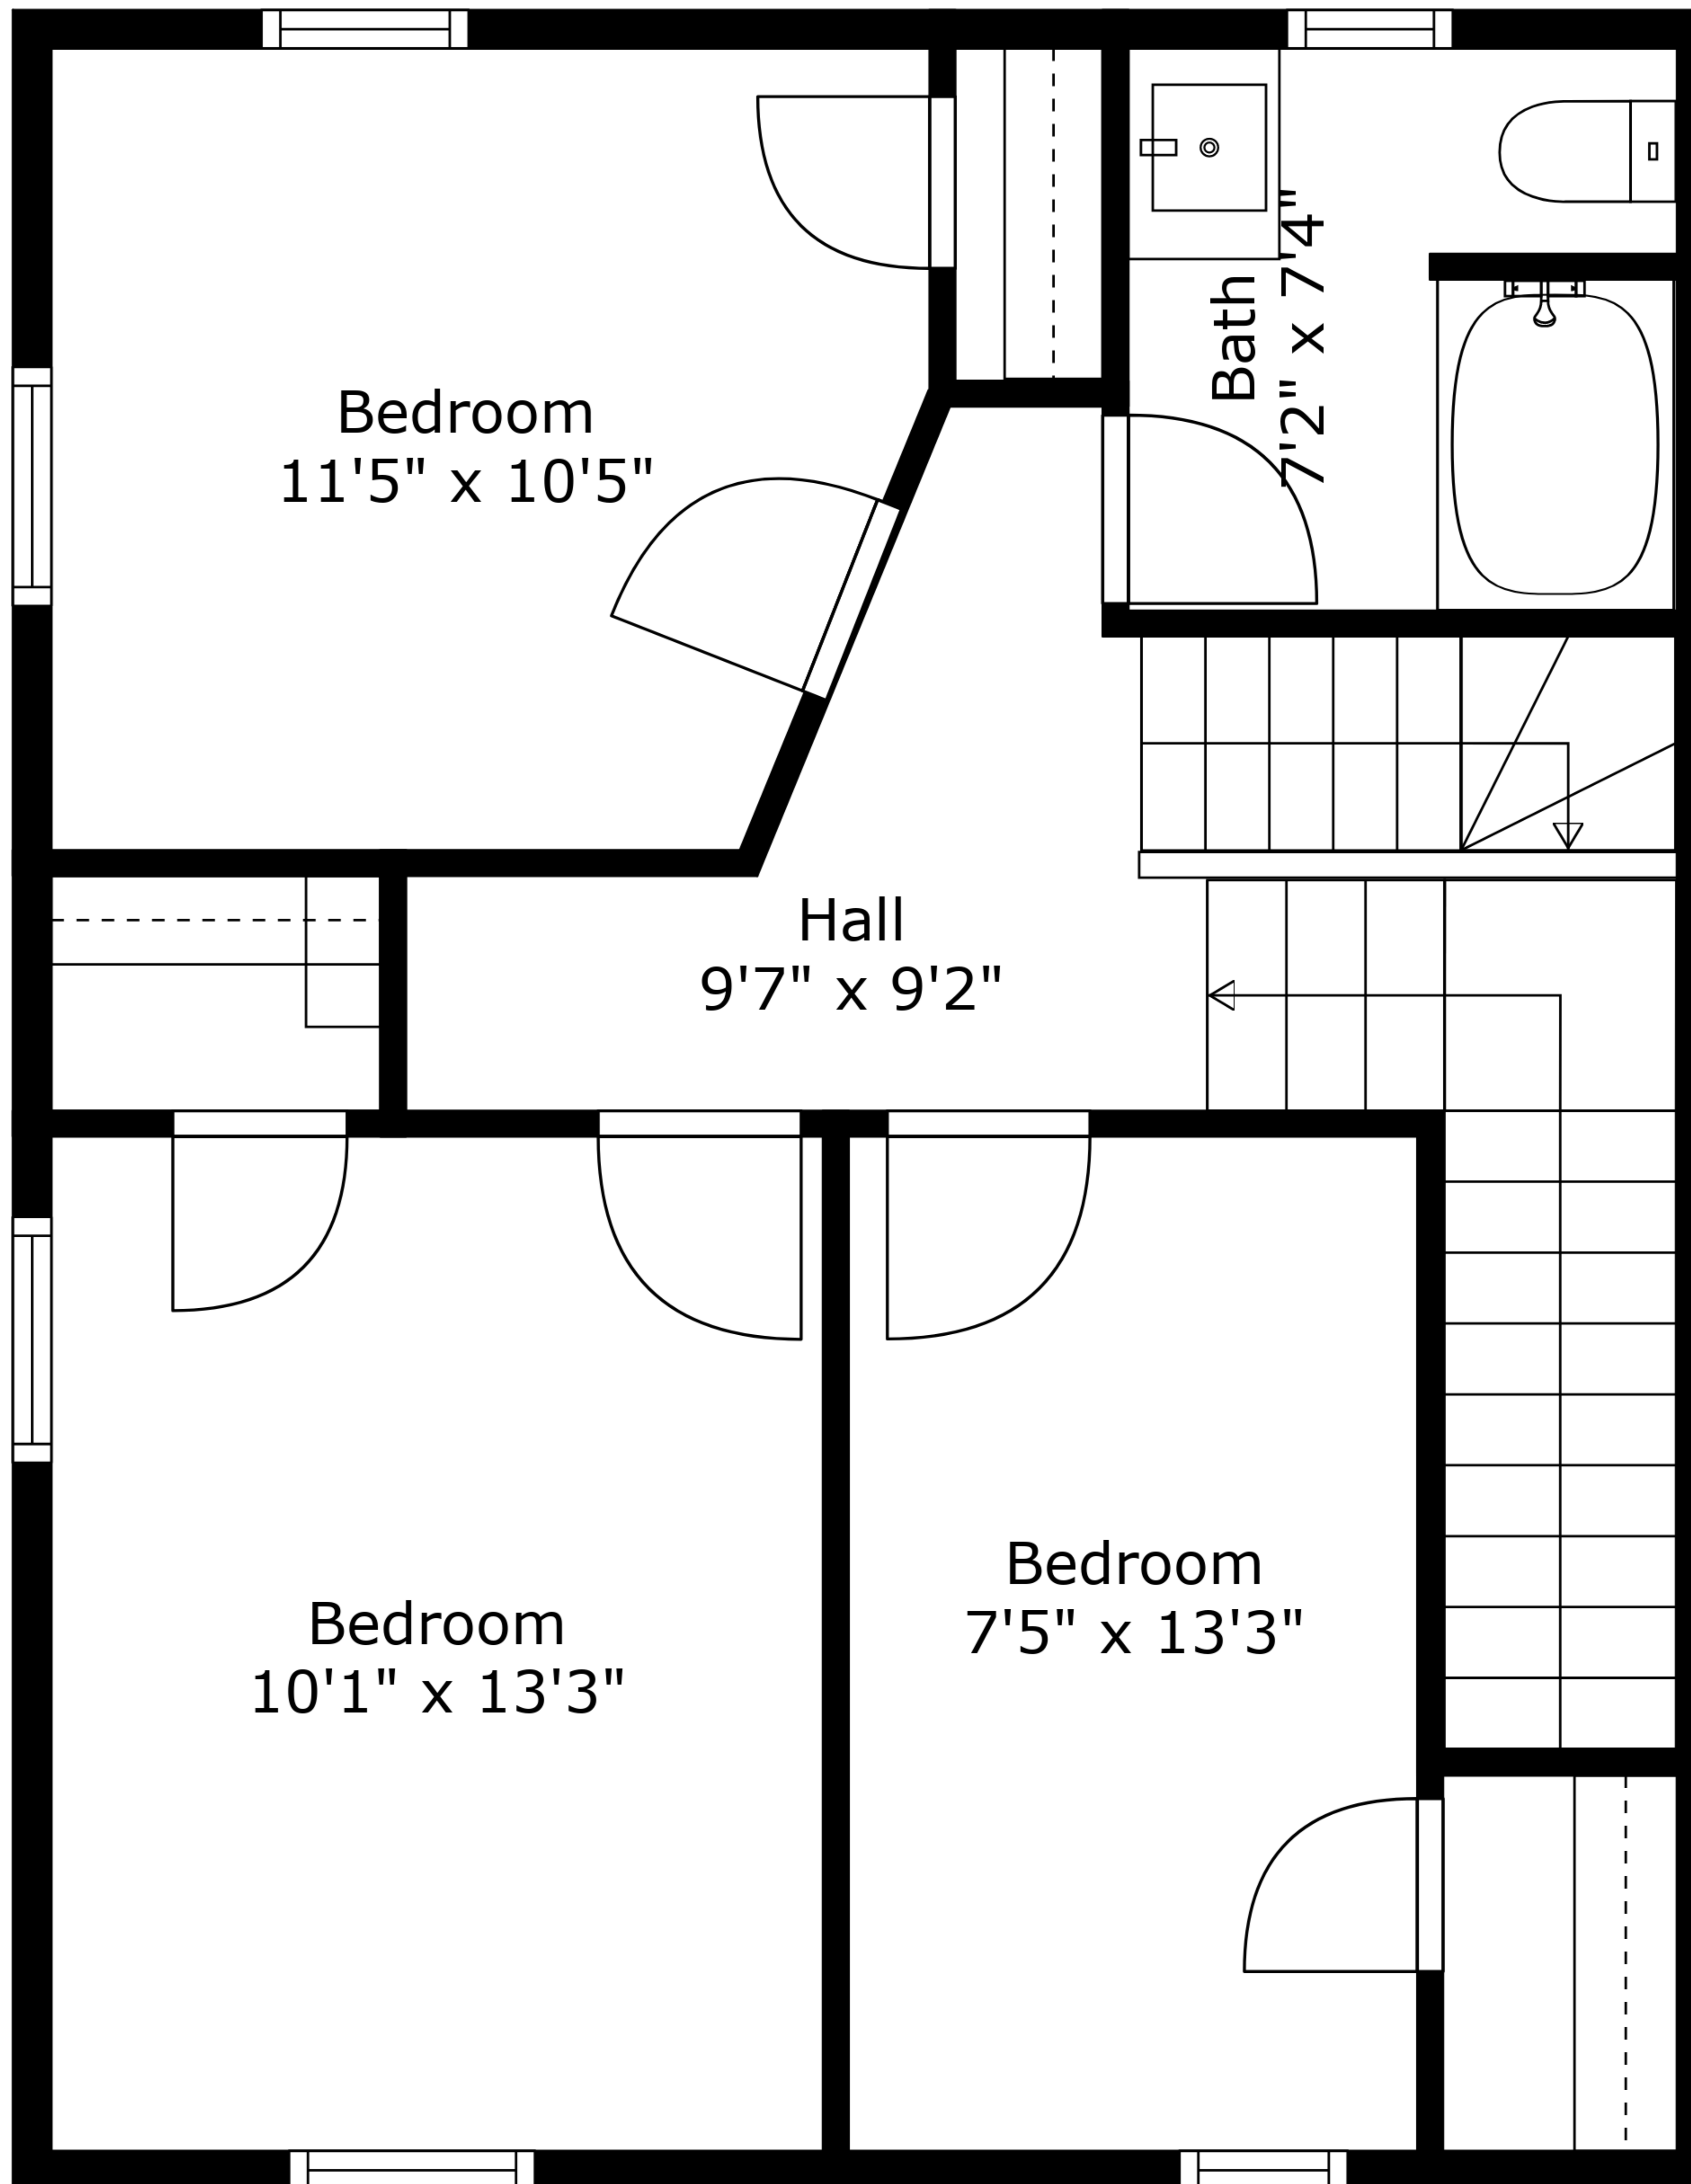 Bedroom
11'5" x 10'5"
Bath
7'2" x 7'4"
Hall
9'7" x 9'2"
Bedroom
10'1" x 13'3"
Bedroom
7'5" x 13'3"